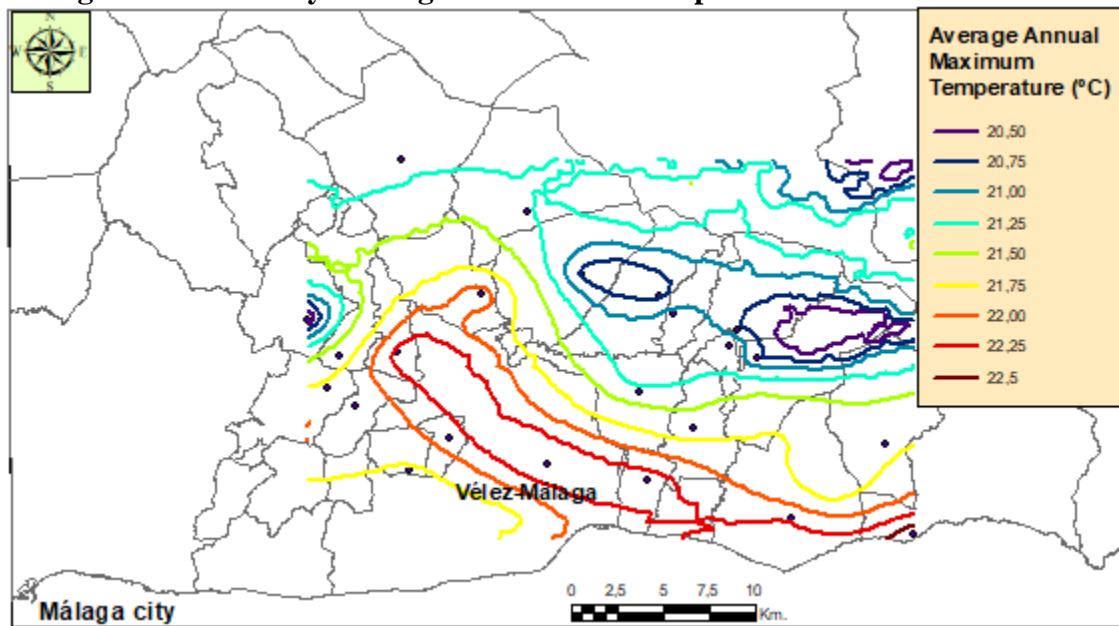 N
W E
S
Average Annual
Maximum
Temperature (ºC)
20,50
20,75
21,00
21,25
21,50
21,75
22,00
22,25
22,5
Vélez-Málaga
0 2,5 5 7,5 10
Km.
Málaga city